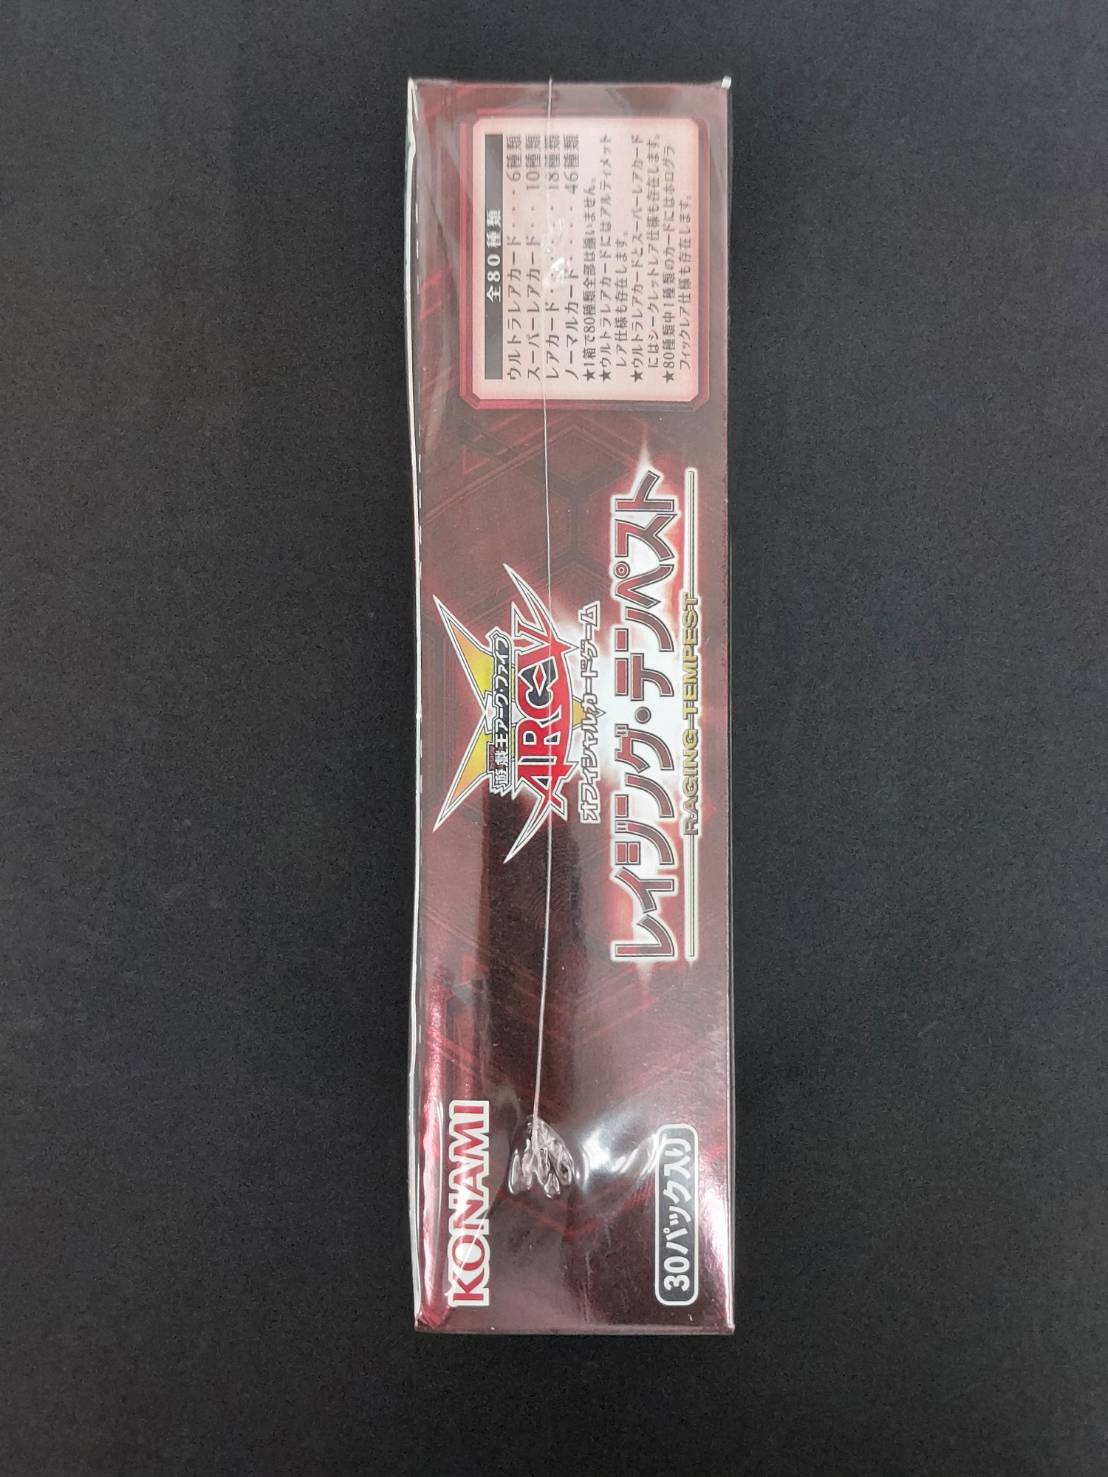 KONAMI
30パック入り
遊戯王アーク・ファイブ
ARC-V
オフィシャルカードゲーム
レイジング・テンペスト
RAGING TEMPEST
全80種類
ウルトラレアカード・・・6種類
スーパーレアカード・・・10種類
レアカード・・・18種類
ノーマルカード・・・・46種類
★1箱で80種類全部は揃いません。
★ウルトラレアカードにはアルティメット
レア仕様も存在します。
★ウルトラレアカードとスーパーレアカード
にはシークレットレア仕様も存在します。
★80種類中1種類のカードにはホログラ
フィックレア仕様も存在します。